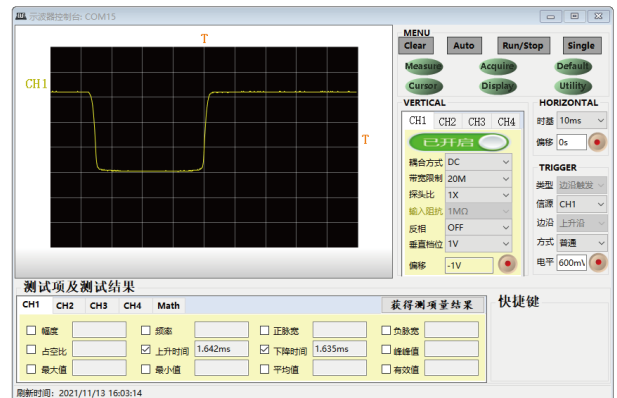 示波器控制台: COM15
MENU
Clear Auto Run/Stop Single
Measure Acquire Default
Cursor Display Utility
T
CH1
T
VERTICAL
CH1 CH2 CH3 CH4
已开启
耦合方式 DC
带宽限制 20M
探头比 1X
输入阻抗 1MΩ
反相 OFF
垂直档位 1V
偏移 -1V
HORIZONTAL
时基 10ms
偏移 0s
TRIGGER
类型 边沿触发
信源 CH1
边沿 上升沿
方式 普通
电平 600m\
测试项及测试结果
CH1 CH2 CH3 CH4 Math 获得测项量结果
幅度 频率 正脉宽 负脉宽
占空比 上升时间 1.642ms 下降时间 1.635ms 峰峰值
最大值 最小值 平均值 有效值
快捷键
刷新时间: 2021/11/13 16:03:14